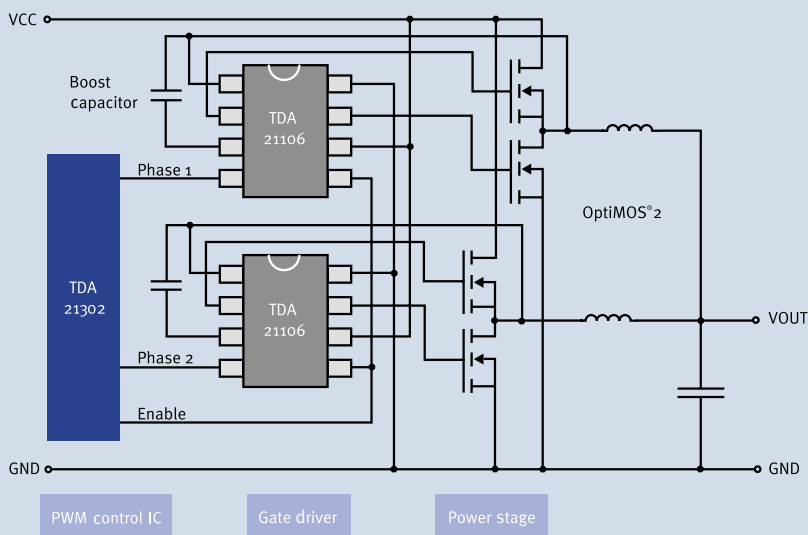 VCC
Boost
capacitor
TDA
21106
Phase 1
OptiMOS®2
TDA
21302
TDA
21106
VOUT
Phase 2
Enable
GND
GND
PWM control IC
Gate driver
Power stage